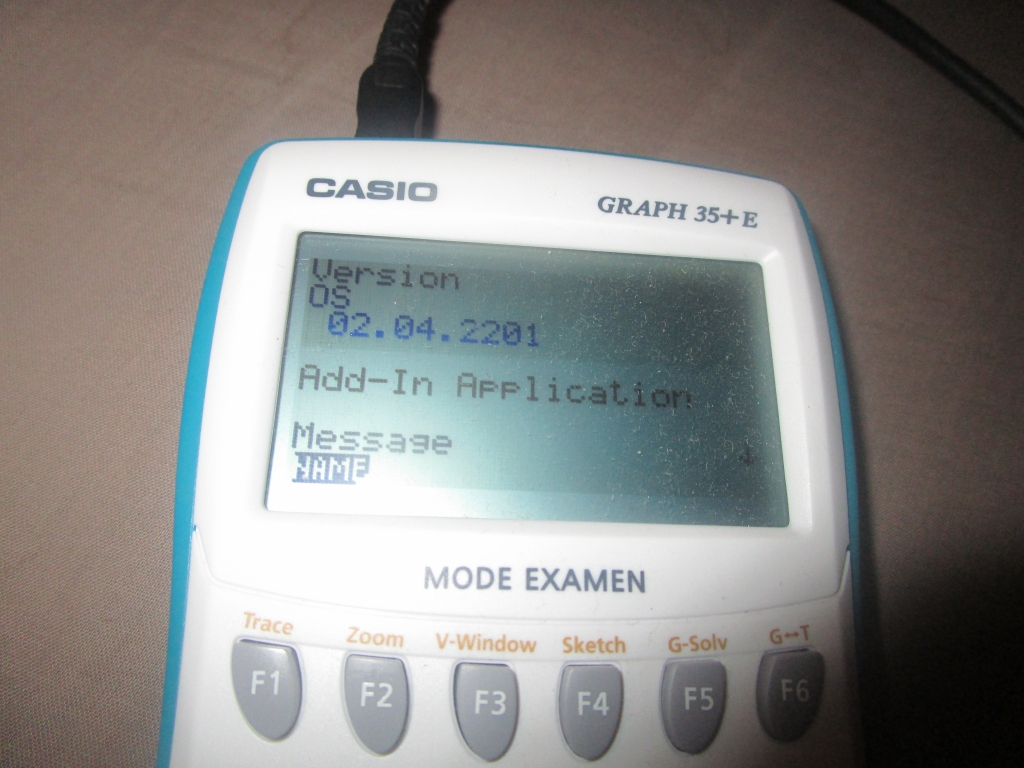 CASIO
GRAPH 35+ E
Version
OS
02.04.2201
Add-In Application
Message
NAME
MODE EXAMEN
Trace Zoom V-Window Sketch G-Solv G↔T
F1 F2 F3 F4 F5 F6